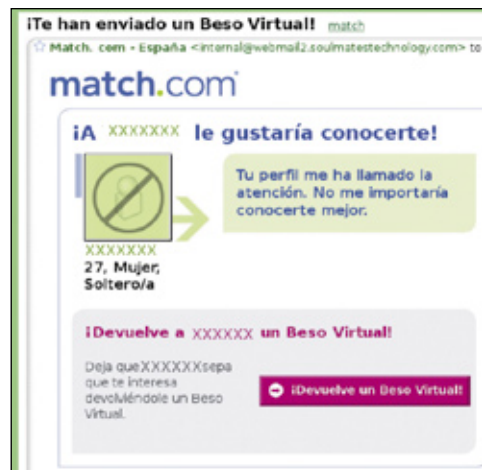 ¡Te han enviado un Beso Virtual! match
Match. com - España <internal@webmail2.soulmatestechnology.com> to
match.com
¡A XXXXXXX le gustaría conocerte!
Tu perfil me ha llamado la
atención. No me importaría
conocerte mejor.
XXXXXXX
27, Mujer,
Soltero/a
¡Devuelve a XXXXXX un Beso Virtual!
Deja queXXXXXXsepa
que te interesa
devolviéndole un Beso
Virtual.
¡Devuelve un Beso Virtual!